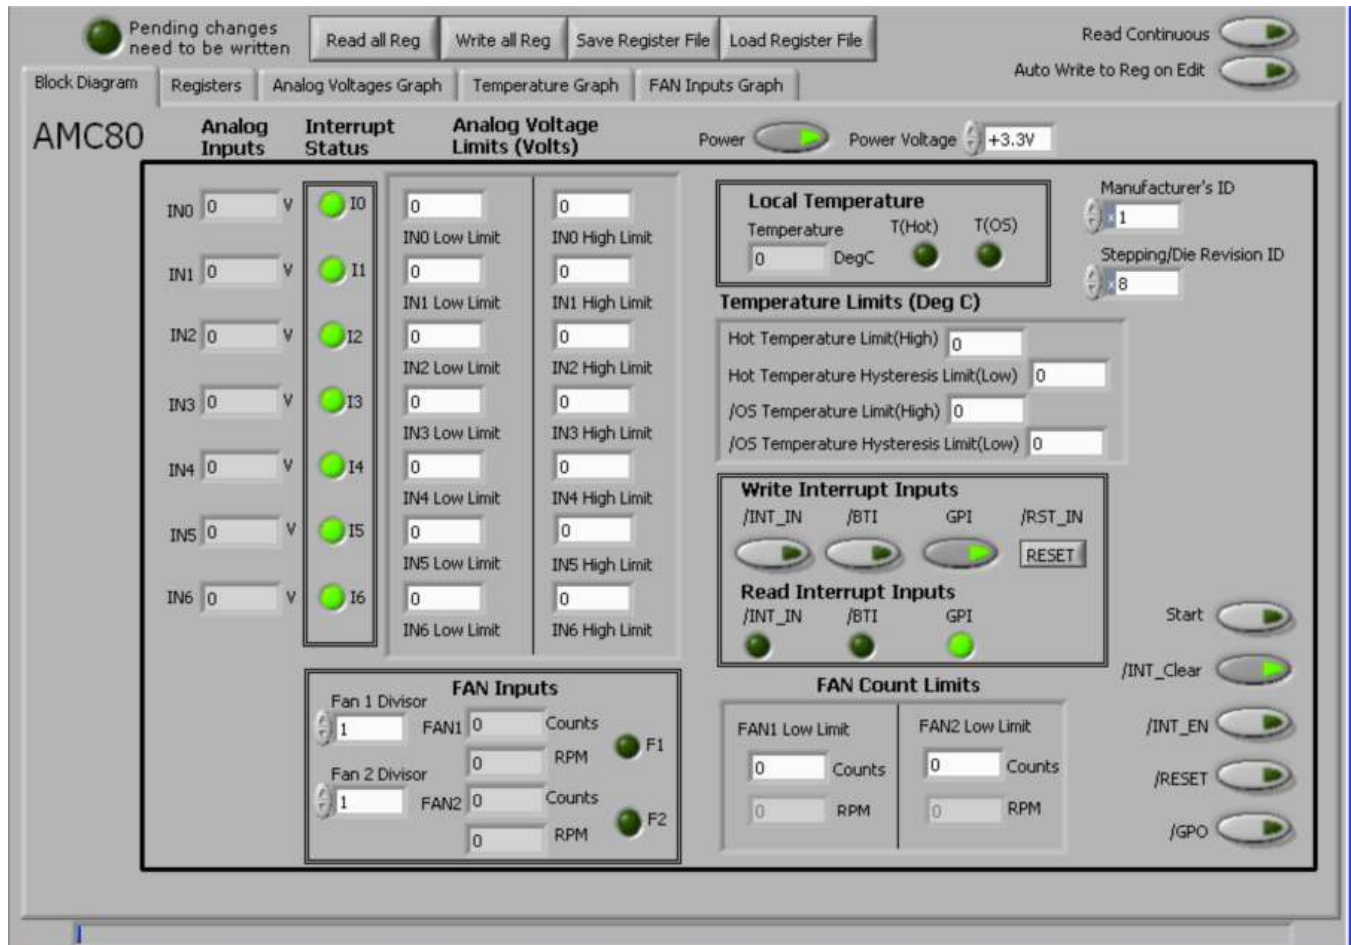 Pending changes
need to be written
Read all Reg Write all Reg Save Register File Load Register File
Read Continuous
Auto Write to Reg on Edit
Block Diagram Registers Analog Voltages Graph Temperature Graph FAN Inputs Graph
AMC80
Analog Inputs
Interrupt Status
Analog Voltage Limits (Volts)
Power
Power Voltage +3.3V
IN0 0 V I0 0 0
IN0 Low Limit IN0 High Limit
IN1 0 V I1 0 0
IN1 Low Limit IN1 High Limit
IN2 0 V I2 0 0
IN2 Low Limit IN2 High Limit
IN3 0 V I3 0 0
IN3 Low Limit IN3 High Limit
IN4 0 V I4 0 0
IN4 Low Limit IN4 High Limit
IN5 0 V I5 0 0
IN5 Low Limit IN5 High Limit
IN6 0 V I6 0 0
IN6 Low Limit IN6 High Limit
Local Temperature
Temperature T(Hot) T(OS)
0 DegC
Manufacturer's ID
x 1
Stepping/Die Revision ID
x 8
Temperature Limits (Deg C)
Hot Temperature Limit(High) 0
Hot Temperature Hysteresis Limit(Low) 0
/OS Temperature Limit(High) 0
/OS Temperature Hysteresis Limit(Low) 0
Write Interrupt Inputs
/INT_IN /BTI GPI /RST_IN
RESET
Read Interrupt Inputs
/INT_IN /BTI GPI
FAN Inputs
Fan 1 Divisor
1 FAN1 0 Counts
0 RPM F1
Fan 2 Divisor
1 FAN2 0 Counts
0 RPM F2
FAN Count Limits
FAN1 Low Limit FAN2 Low Limit
0 Counts 0 Counts
0 RPM 0 RPM
Start
/INT_Clear
/INT_EN
/RESET
/GPO